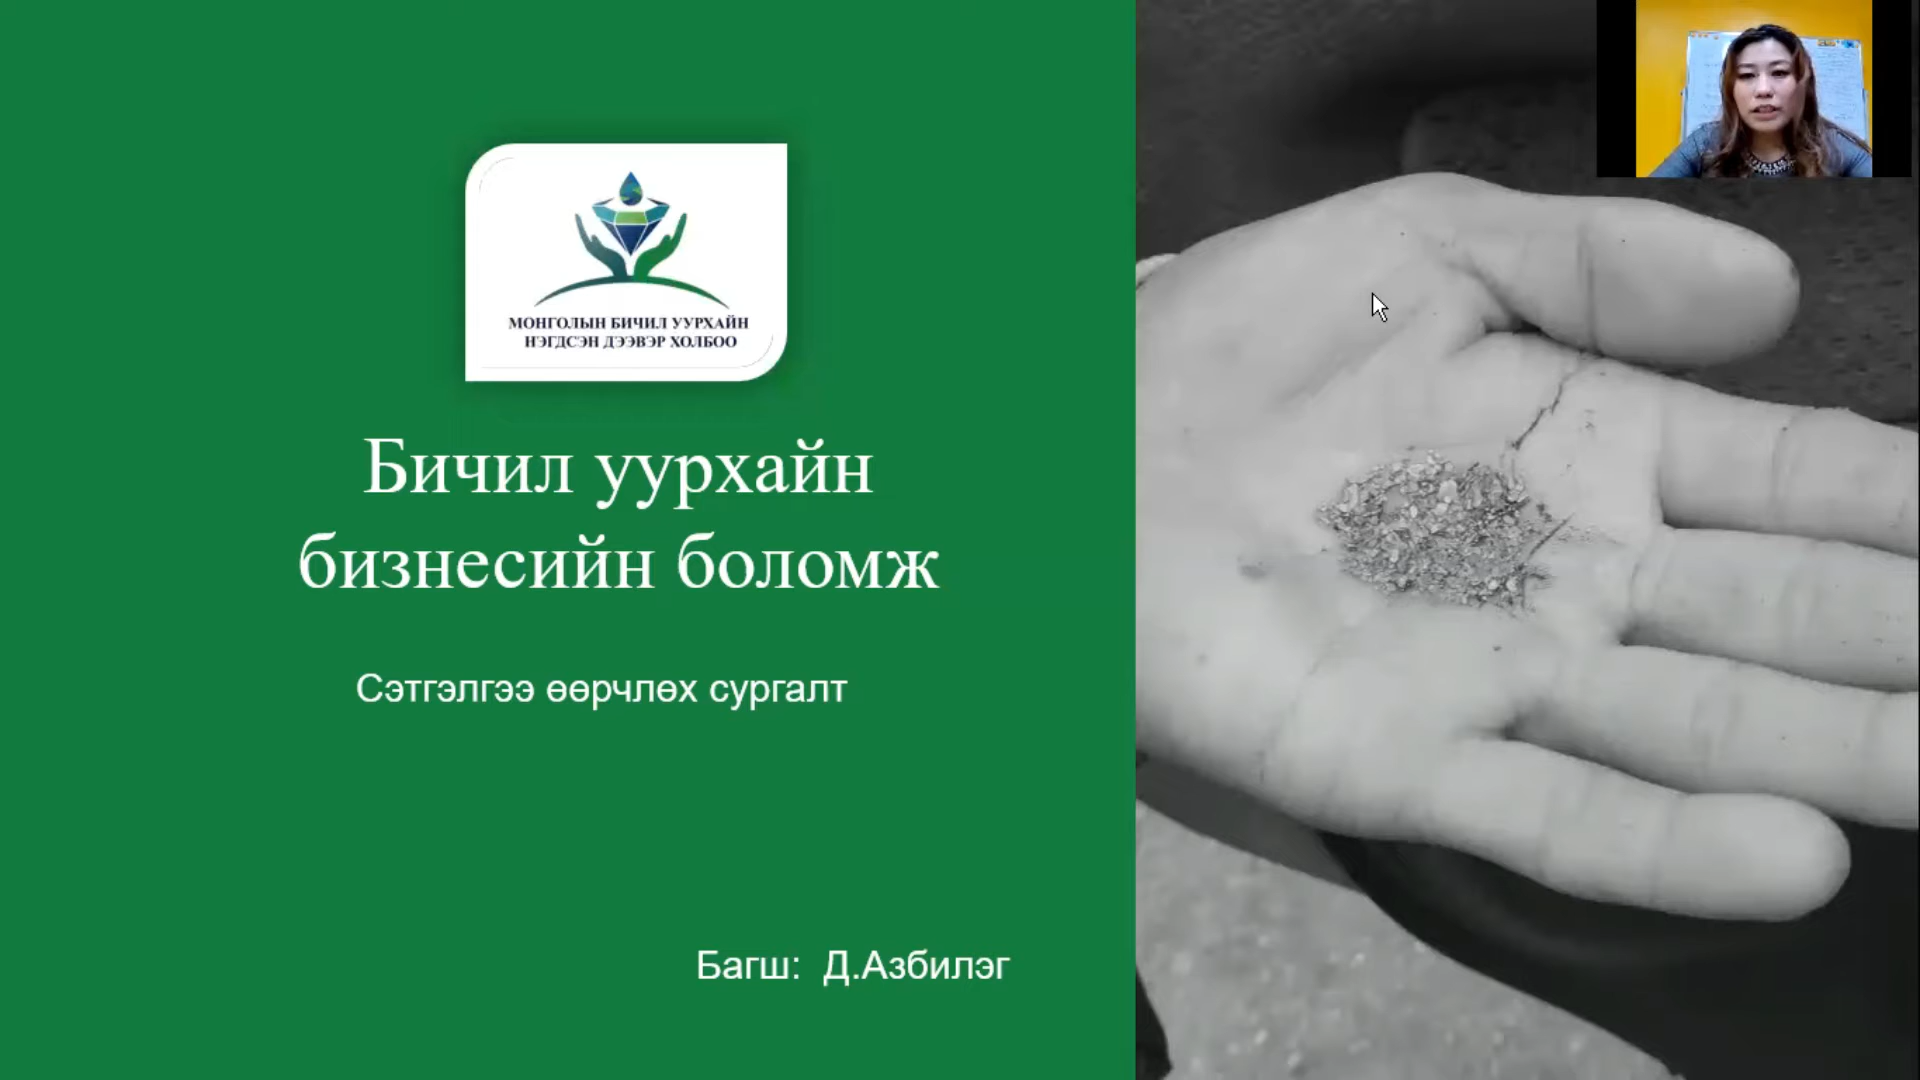 МОНГОЛЫН БИЧИЛ УУРХАЙН
НЭГДСЭН ДЭЭВЭР ХОЛБОО
Бичил уурхайн
бизнесийн боломж
Сэтгэлгээ өөрчлөх сургалт
Багш: Д.Азбилэг